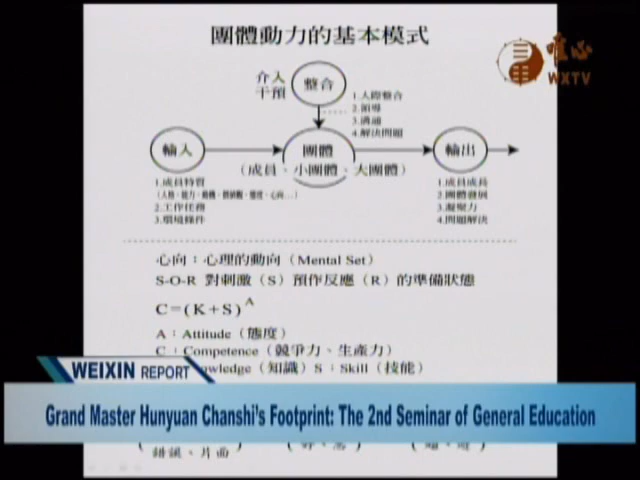 團體動力的基本模式
唯心
WXTV
介入
干預
整合
1.人際整合
2.領導
3.溝通
4.解決問題
輸入
團體
輸出
(成員、小團體、大團體)
1.成員特質
2.工作任務
3.環境條件
1.成員成長
2.團體發展
3.凝聚力
4.問題解決
心向：心理的動向（Mental Set）
S-O-R 對刺激（S）預作反應（R）的準備狀態
C=(K+S)^A
A：Attitude（態度）
C：Competence（競爭力、生產力）
wledge（知識）S：Skill（技能）
WEIXIN REPORT
Grand Master Hunyuan Chanshi's Footprint: The 2nd Seminar of General Education